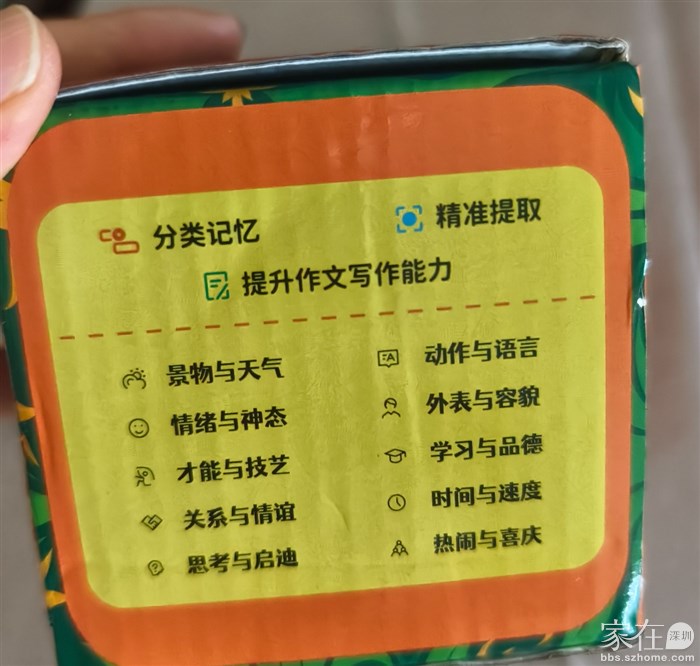 分类记忆 精准提取
提升作文写作能力
景物与天气 动作与语言
情绪与神态 外表与容貌
才能与技艺 学习与品德
关系与情谊 时间与速度
思考与启迪 热闹与喜庆
家在深圳
bbs.szhome.com